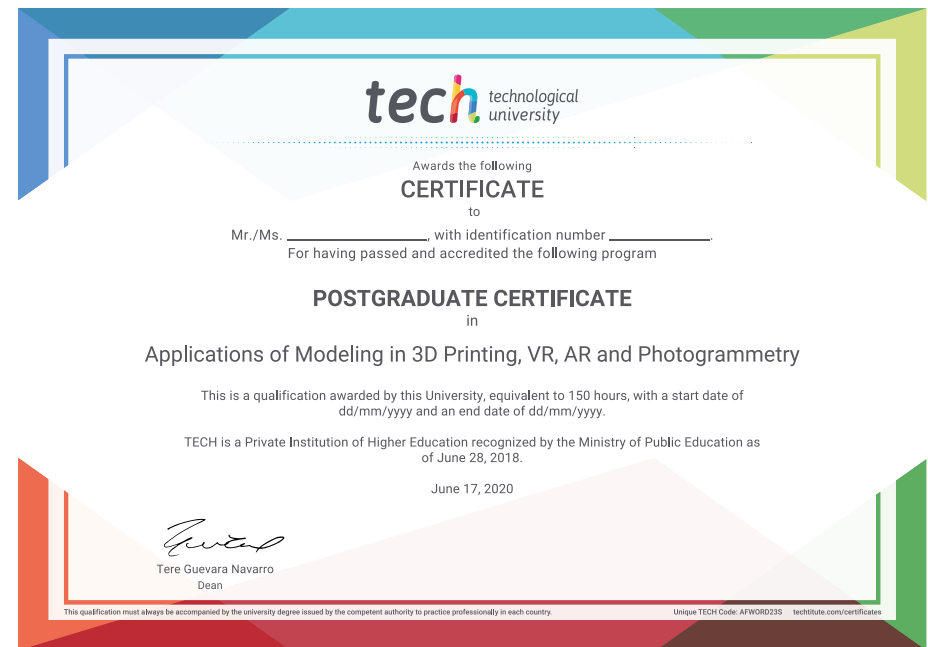 tech technological
university
Awards the following
CERTIFICATE
to
Mr./Ms. ____________________, with identification number ______________.
For having passed and accredited the following program
POSTGRADUATE CERTIFICATE
in
Applications of Modeling in 3D Printing, VR, AR and Photogrammetry
This is a qualification awarded by this University, equivalent to 150 hours, with a start date of
dd/mm/yyyy and an end date of dd/mm/yyyy.
TECH is a Private Institution of Higher Education recognized by the Ministry of Public Education as
of June 28, 2018.
June 17, 2020
Tere Guevara Navarro
Dean
This qualification must always be accompanied by the university degree issued by the competent authority to practice professionally in each country.
Unique TECH Code: AFWORD23S techtitute.com/certificates